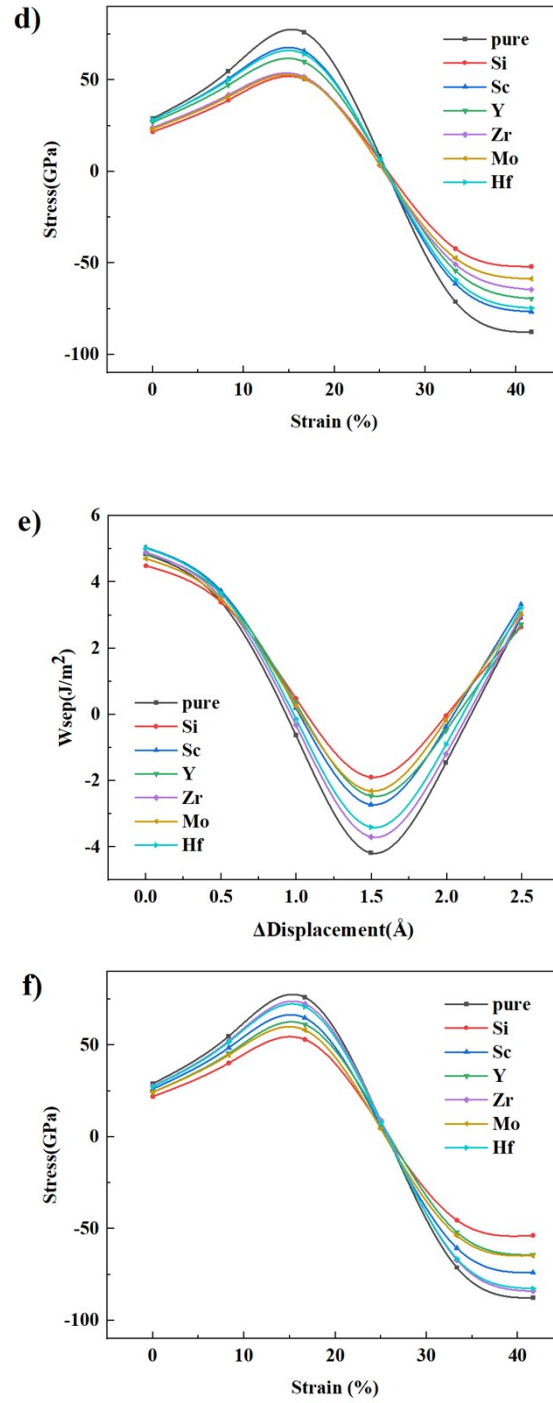 d)
50
0
-50
-100
Stress(GPa)
pure
Si
Sc
Y
Zr
Mo
Hf
0 10 20 30 40
Strain (%)
e)
6
4
2
0
-2
-4
Wsep(J/m²)
pure
Si
Sc
Y
Zr
Mo
Hf
0.0 0.5 1.0 1.5 2.0 2.5
ΔDisplacement(Å)
f)
50
0
-50
-100
Stress(GPa)
pure
Si
Sc
Y
Zr
Mo
Hf
0 10 20 30 40
Strain (%)